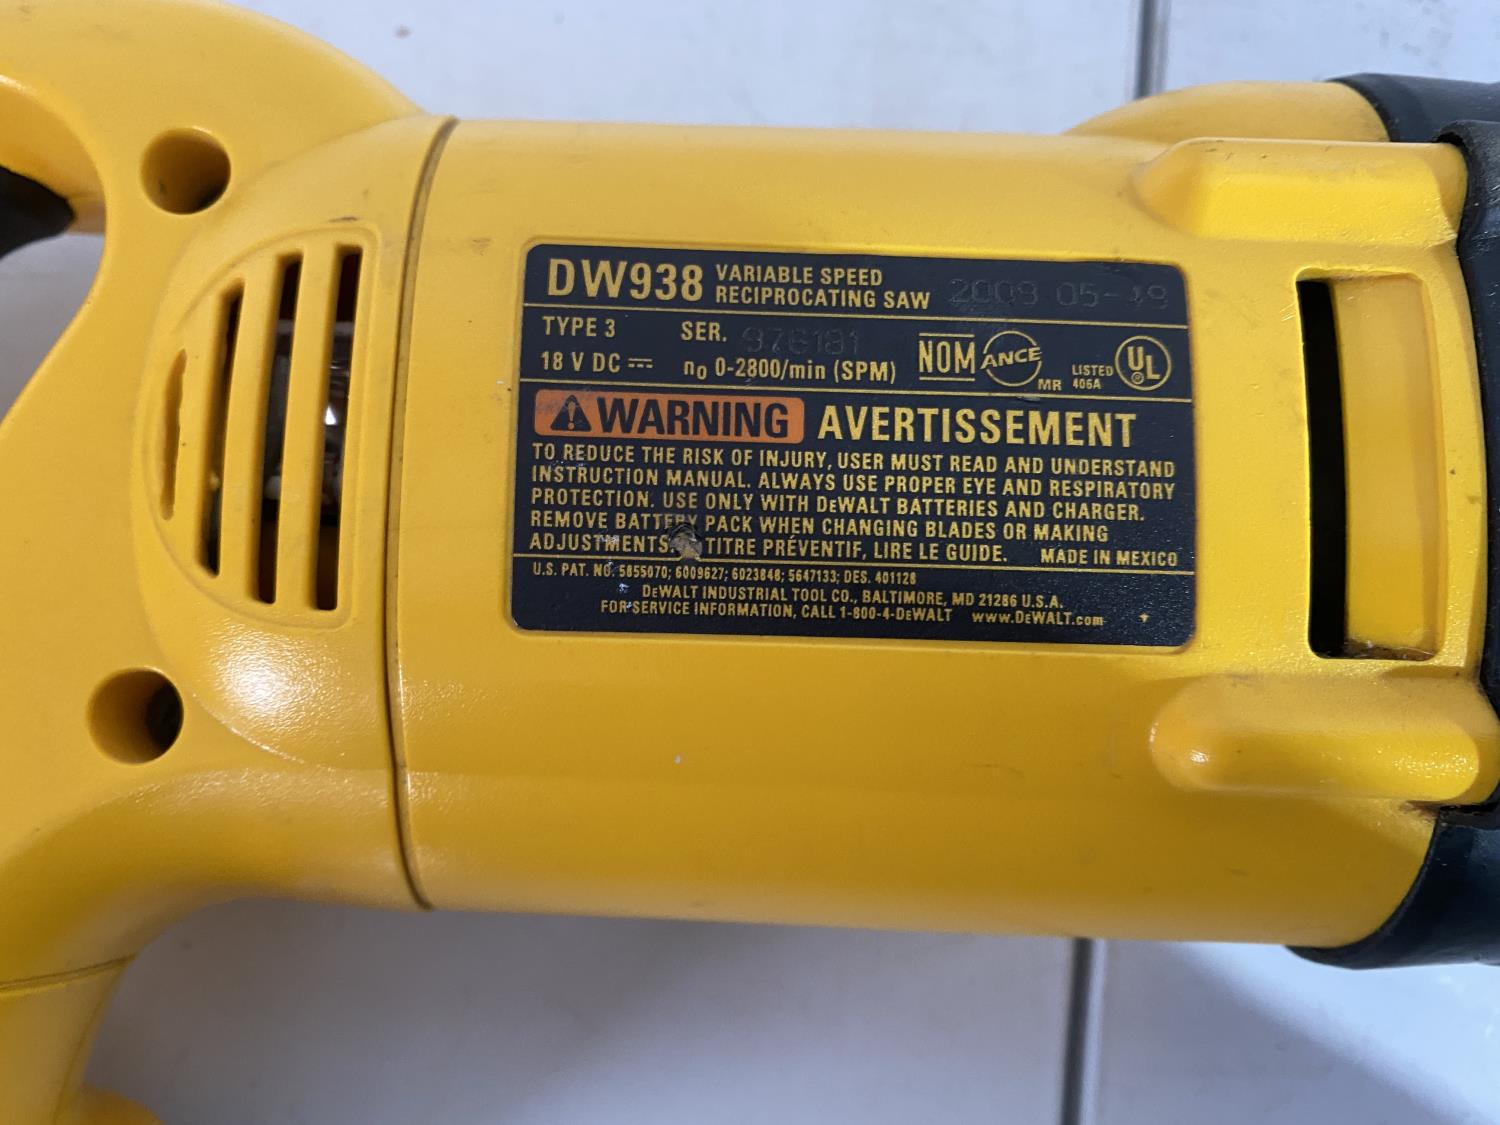 DW938 VARIABLE SPEED RECIPROCATING SAW 2009 05-49
TYPE 3 SER. 976191
18 V DC ⎓ n₀ 0-2800/min (SPM) NOM ANCE MR LISTED 406A UL
⚠WARNING AVERTISSEMENT
TO REDUCE THE RISK OF INJURY, USER MUST READ AND UNDERSTAND
INSTRUCTION MANUAL. ALWAYS USE PROPER EYE AND RESPIRATORY
PROTECTION. USE ONLY WITH DEWALT BATTERIES AND CHARGER.
REMOVE BATTERY PACK WHEN CHANGING BLADES OR MAKING
ADJUSTMENTS. TITRE PRÉVENTIF, LIRE LE GUIDE. MADE IN MEXICO
U.S. PAT. NO. 5855070; 6009627; 6023848; 5647133; DES. 401128
DEWALT INDUSTRIAL TOOL CO., BALTIMORE, MD 21286 U.S.A.
FOR SERVICE INFORMATION, CALL 1-800-4-DEWALT www.DEWALT.com